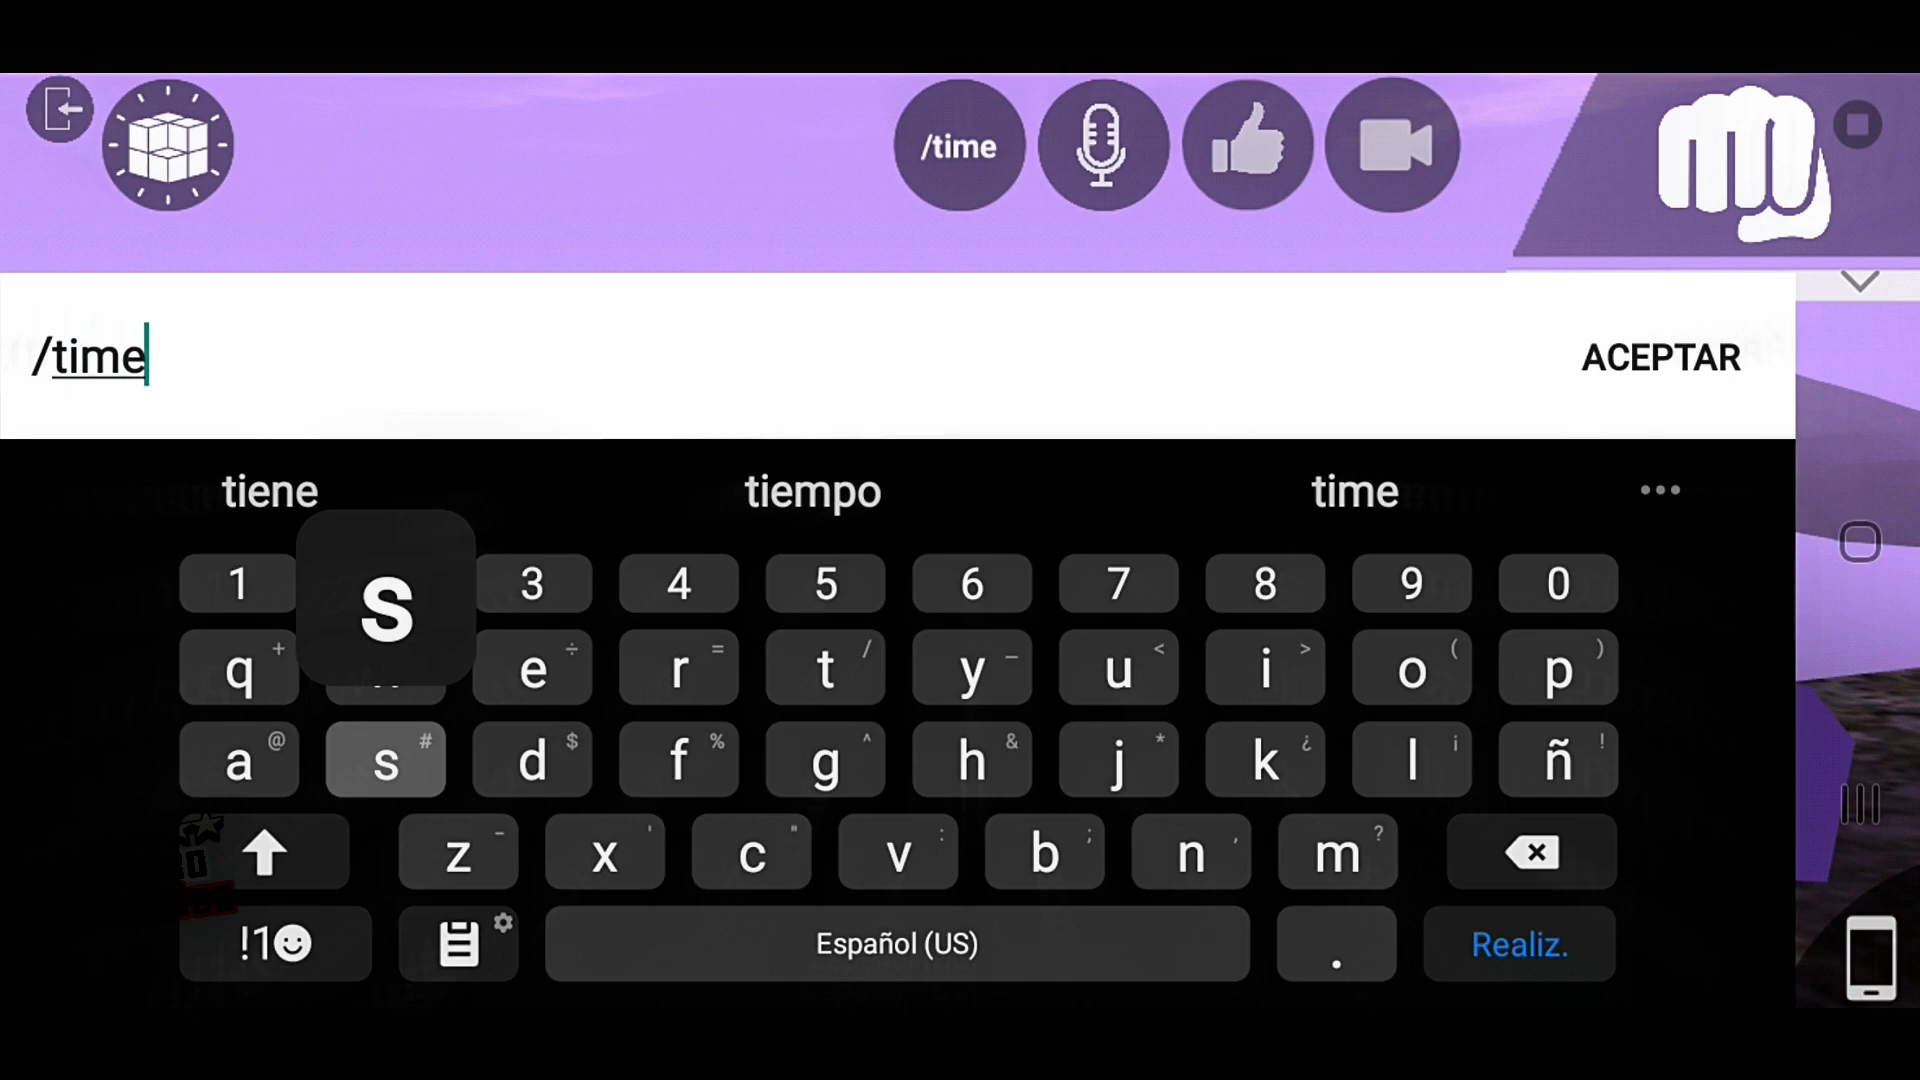 /time
/time
ACEPTAR
tiene tiempo time •••
1 s 3 4 5 6 7 8 9 0
q + e ÷ r = t / y _ u < i > o ( p )
a @ s # d $ f % g ^ h & j * k ¿ l ¡ ñ !
z - x ' c " v : b ; n , m ?
!1 Español (US) . Realiz.